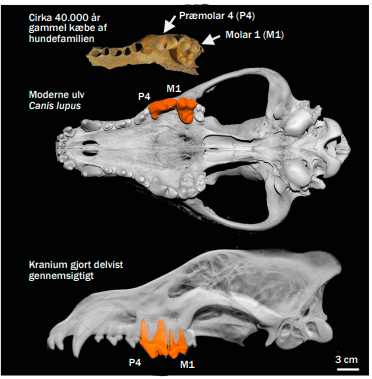 Cirka 40.000 år
gammel kæbe af
hundefamilien
Præmolar 4 (P4)
Molar 1 (M1)
Moderne ulv
Canis lupus
P4
M1
Kranium gjort delvist
gennemsigtigt
P4
M1
3 cm